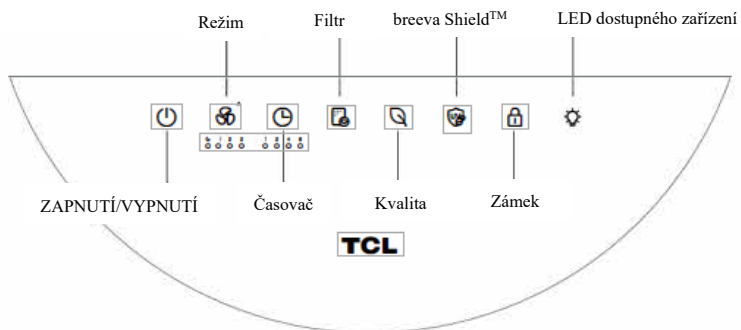 Režim Filtr breeva Shield™ LED dostupného zařízení
ZAPNUTÍ/VYPNUTÍ Časovač Kvalita Zámek
TCL